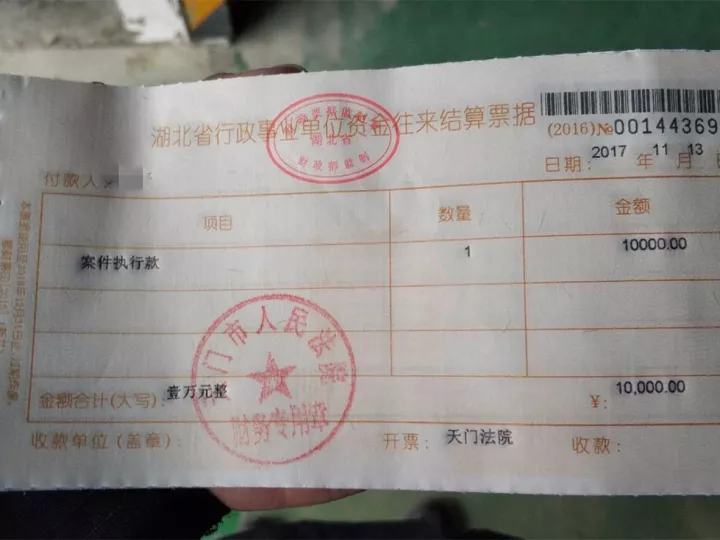 湖北省行政事业单位资金往来结算票据
(2016) № 00144369
日期: 2017 年 11 月 13
付款人
项目 数量 金额
案件执行款 1 10000.00
金额合计(大写) 壹万元整 ¥: 10,000.00
收款单位(盖章) 开票: 天门法院 收款:
湖北省
财政部监制
天门市人民法院
财务专用章